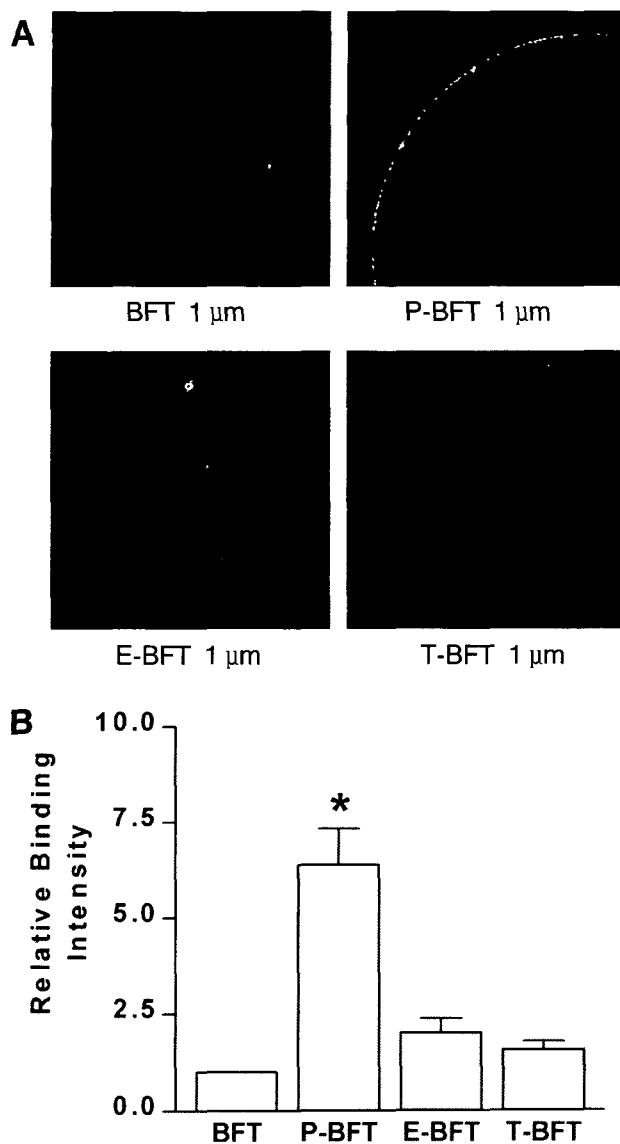 A
BFT 1 μm
P-BFT 1 μm
E-BFT 1 μm
T-BFT 1 μm
B
Relative Binding
Intensity
10.0
7.5
5.0
2.5
0.0
*
BFT
P-BFT
E-BFT
T-BFT